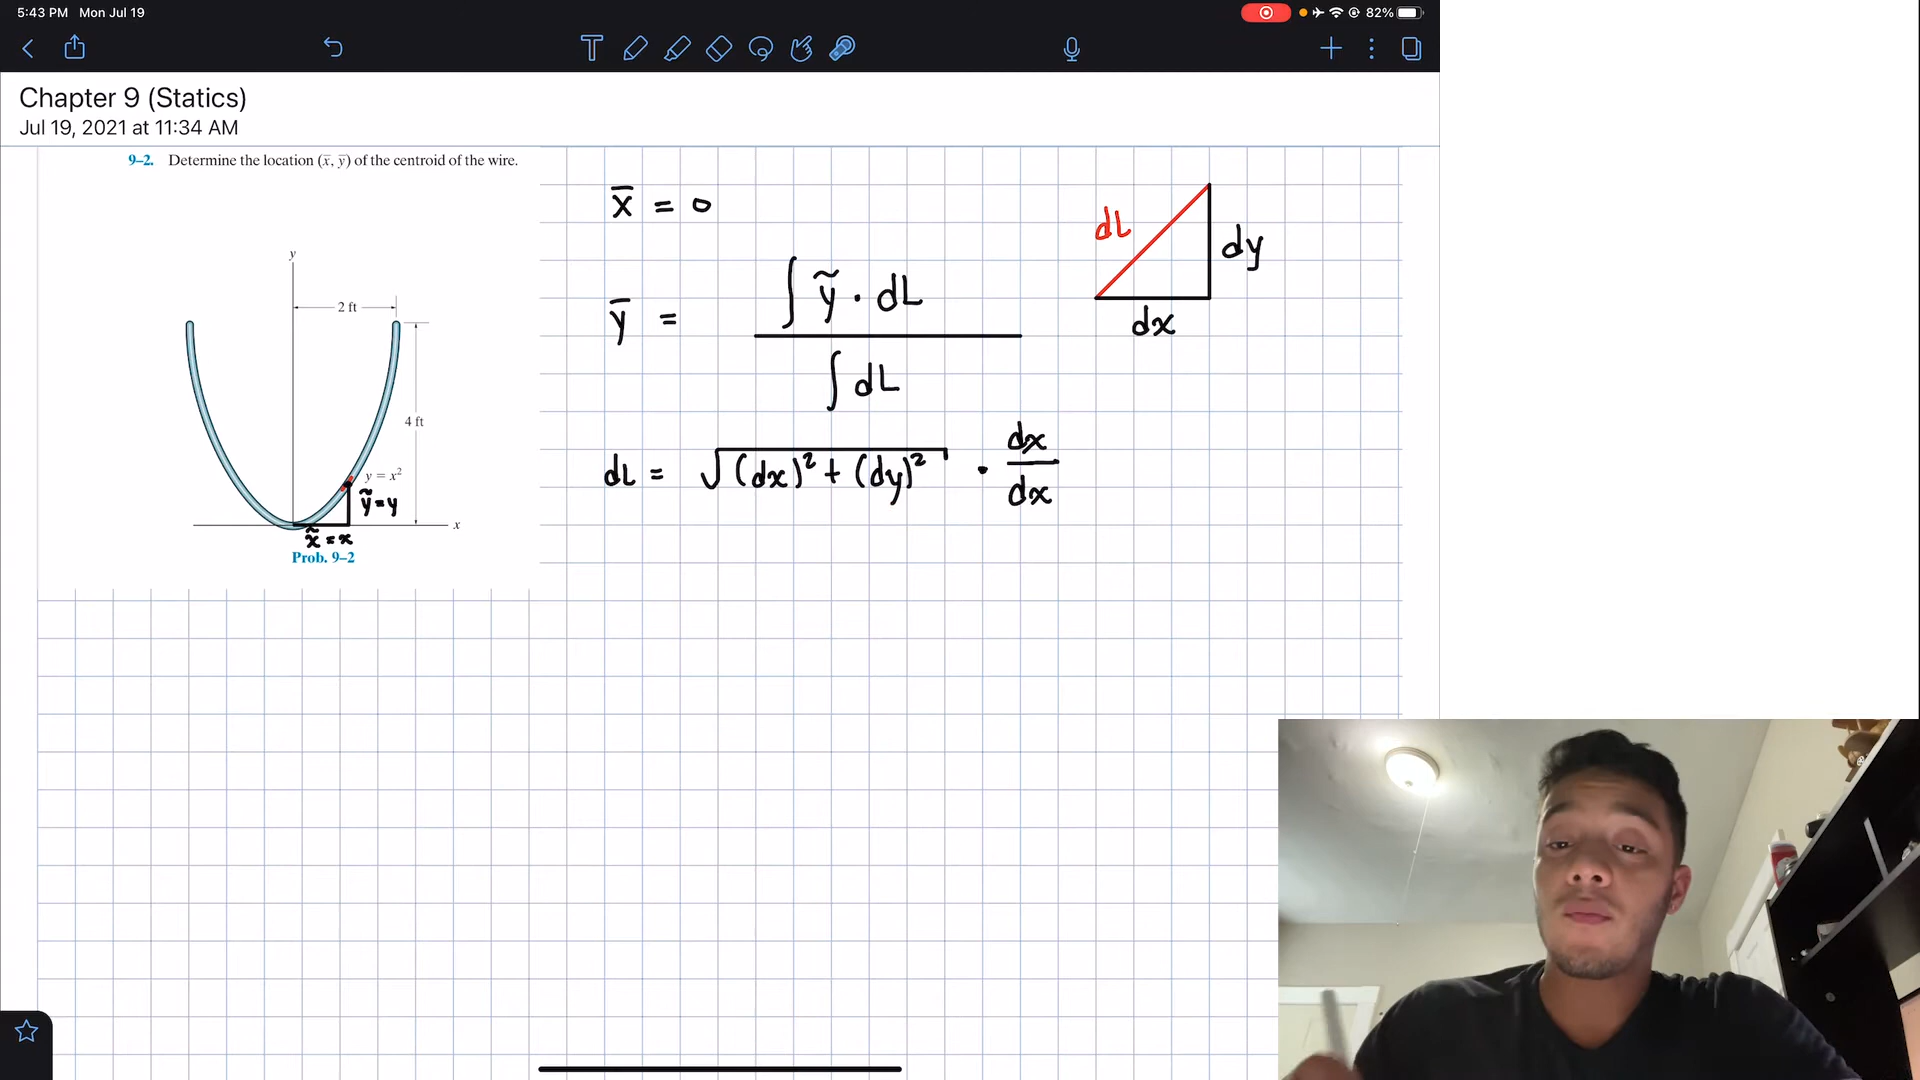 5:43 PM Mon Jul 19
82%
Chapter 9 (Statics)
Jul 19, 2021 at 11:34 AM
9–2. Determine the location (x̅, y̅) of the centroid of the wire.
y
2 ft
4 ft
y = x²
ỹ = y
x
x̃ = x
Prob. 9–2
x̅ = 0
y̅ = ∫ ỹ · dL
∫ dL
dL = √(dx)² + (dy)² · dx
dx
dL
dy
dx